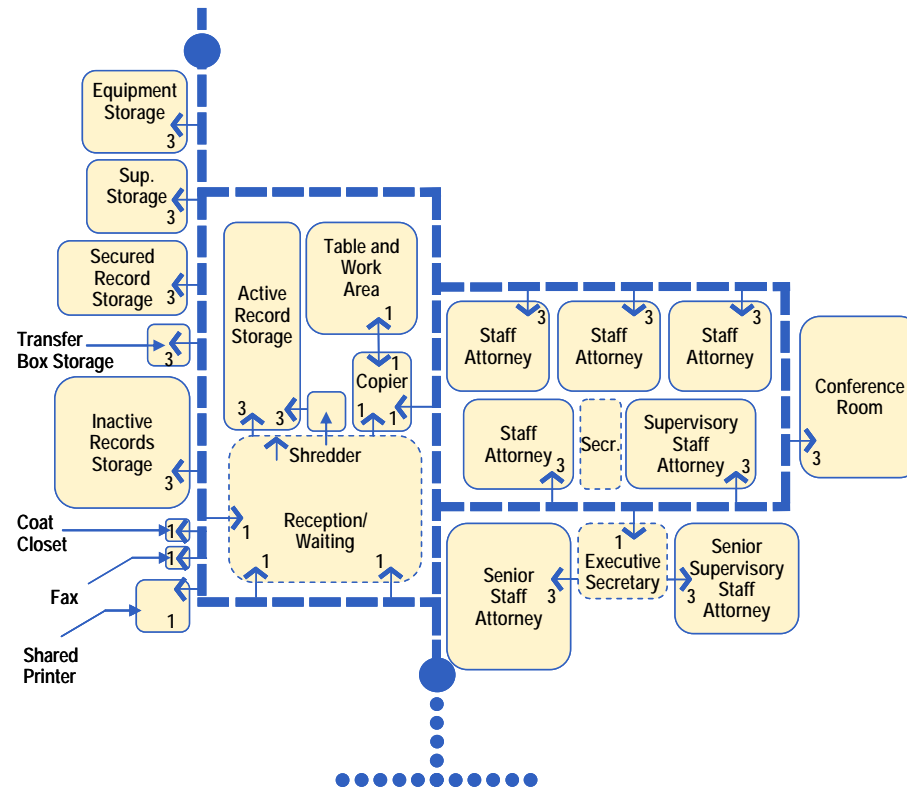 Equipment
Storage
3
Sup.
Storage
3
Secured
Record
Storage
3
Transfer
Box Storage
3
Inactive
Records
Storage
3
Coat
Closet
1
Fax
1
Shared
Printer
1
Active
Record
Storage
3
3
Table and
Work
Area
1
1
Copier
1
1
Shredder
Reception/
Waiting
1
1
1
Staff
Attorney
3
Staff
Attorney
3
Staff
Attorney
3
Staff
Attorney
3
Secr.
Supervisory
Staff
Attorney
3
Conference
Room
3
Senior
Staff
Attorney
3
1
Executive
Secretary
Senior
Supervisory
Staff
Attorney
3